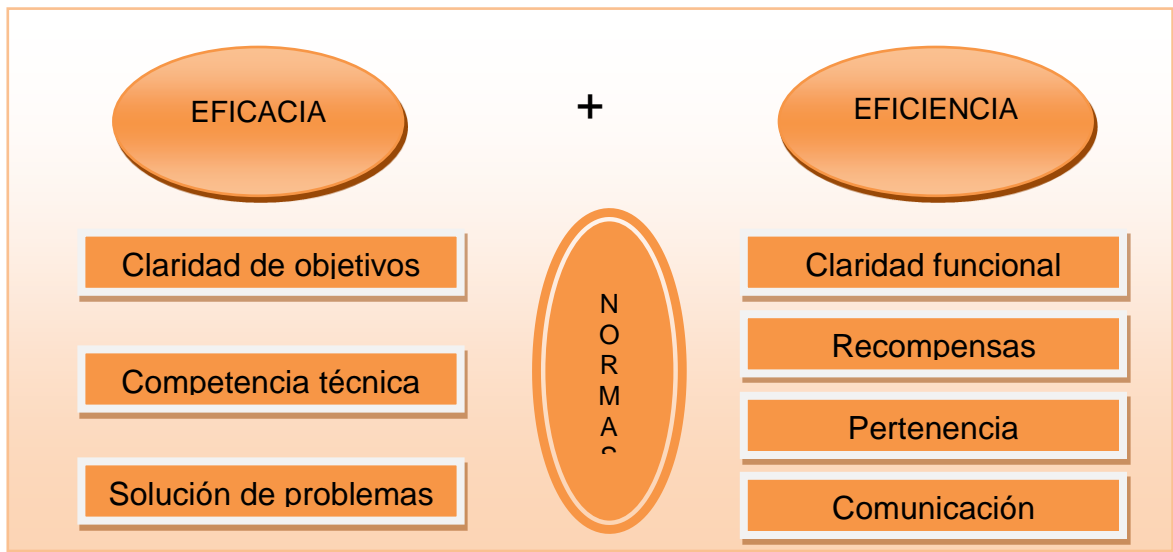 EFICACIA
+
EFICIENCIA
Claridad de objetivos
Competencia técnica
Solución de problemas
N
O
R
M
A
S
Claridad funcional
Recompensas
Pertenencia
Comunicación